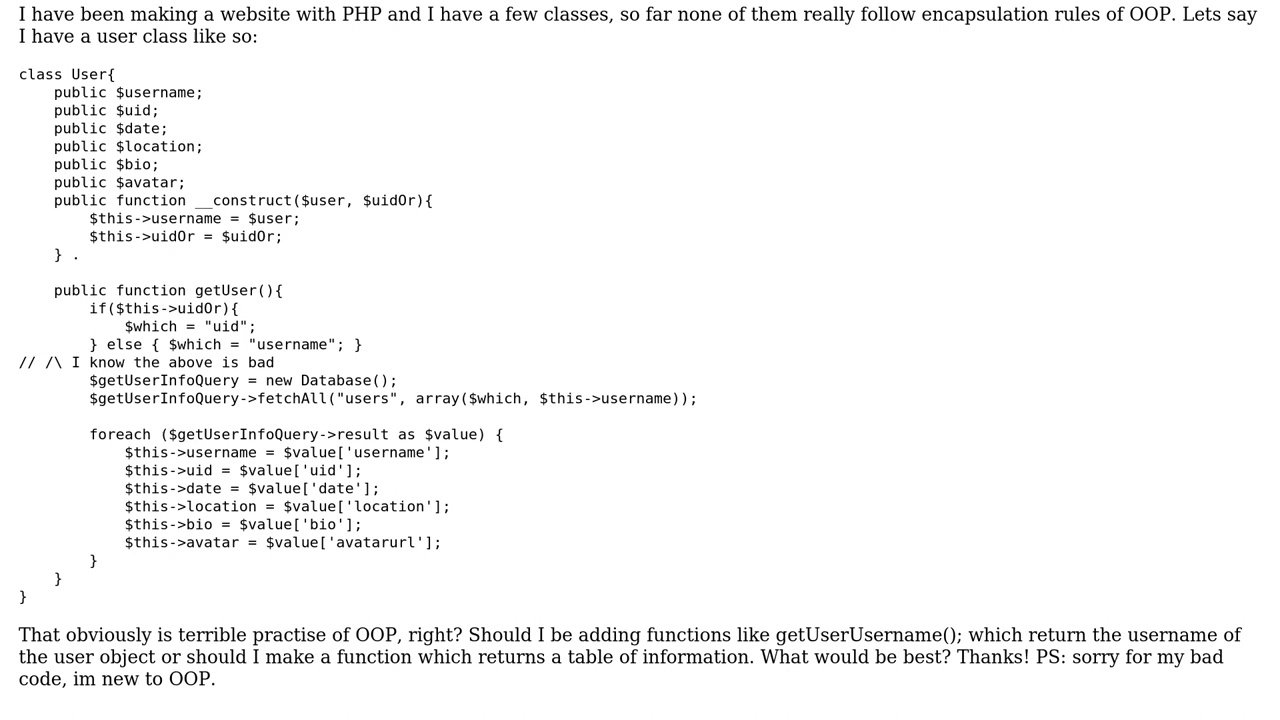 I have been making a website with PHP and I have a few classes, so far none of them really follow encapsulation rules of OOP. Lets say
I have a user class like so:
class User{
    public $username;
    public $uid;
    public $date;
    public $location;
    public $bio;
    public $avatar;
    public function __construct($user, $uidOr){
        $this->username = $user;
        $this->uidOr = $uidOr;
    } .
    public function getUser(){
        if($this->uidOr){
            $which = "uid";
        } else { $which = "username"; }
// /\ I know the above is bad
        $getUserInfoQuery = new Database();
        $getUserInfoQuery->fetchAll("users", array($which, $this->username));
        foreach ($getUserInfoQuery->result as $value) {
            $this->username = $value['username'];
            $this->uid = $value['uid'];
            $this->date = $value['date'];
            $this->location = $value['location'];
            $this->bio = $value['bio'];
            $this->avatar = $value['avatarurl'];
        }
    }
}
That obviously is terrible practise of OOP, right? Should I be adding functions like getUserUsername(); which return the username of
the user object or should I make a function which returns a table of information. What would be best? Thanks! PS: sorry for my bad
code, im new to OOP.